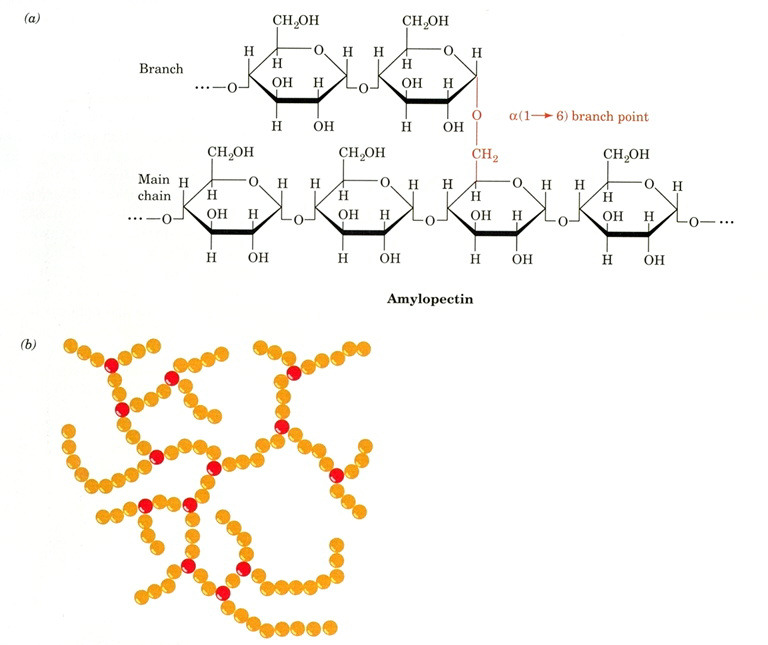 (a)
CH₂OH CH₂OH
H O H H O H
H H
Branch
OH H OH H
···—O O
O α(1→6) branch point
H OH H OH
CH₂OH CH₂OH CH₂ CH₂OH
Main H O H H O H H O H H O H
chain H H H H
OH H OH H OH H OH H
···—O O O O O—···
H OH H OH H OH H OH
Amylopectin
(b)